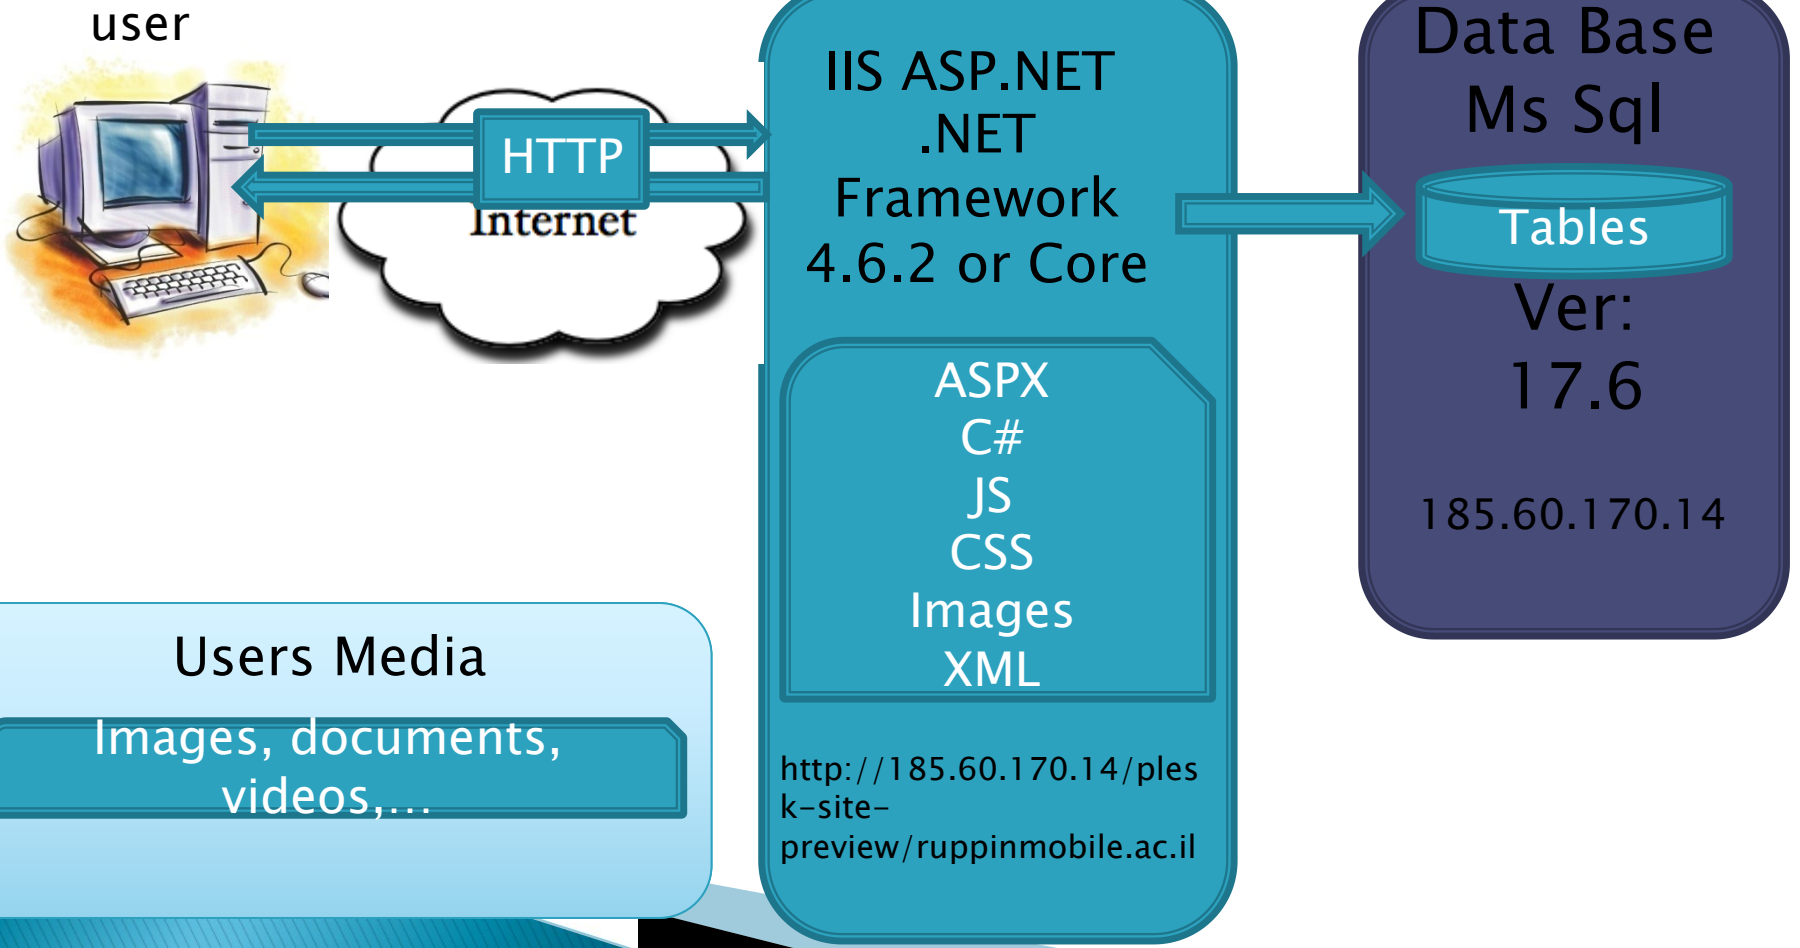 user
HTTP
Internet
IIS ASP.NET
.NET
Framework
4.6.2 or Core
ASPX
C#
JS
CSS
Images
XML
http://185.60.170.14/ples
k-site-
preview/ruppinmobile.ac.il
Data Base
Ms Sql
Tables
Ver:
17.6
185.60.170.14
Users Media
Images, documents,
videos,...